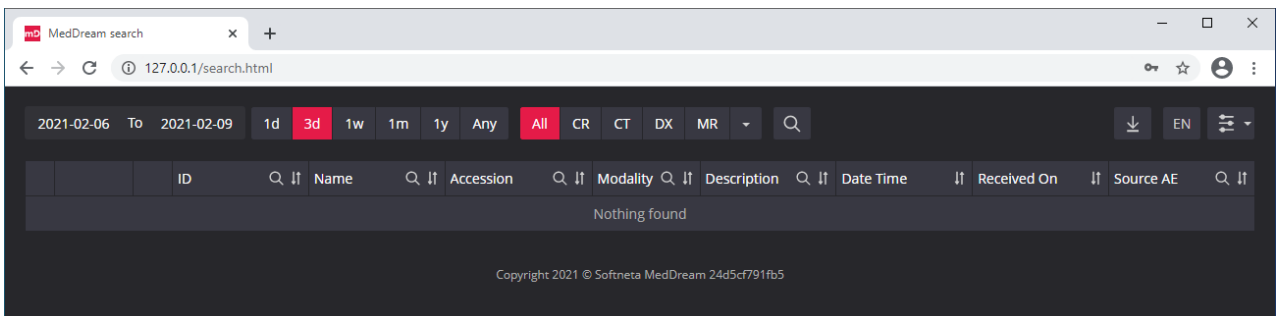 mD MedDream search
127.0.0.1/search.html
2021-02-06 To 2021-02-09 1d 3d 1w 1m 1y Any All CR CT DX MR EN
ID Name Accession Modality Description Date Time Received On Source AE
Nothing found
Copyright 2021 © Softneta MedDream 24d5cf791fb5